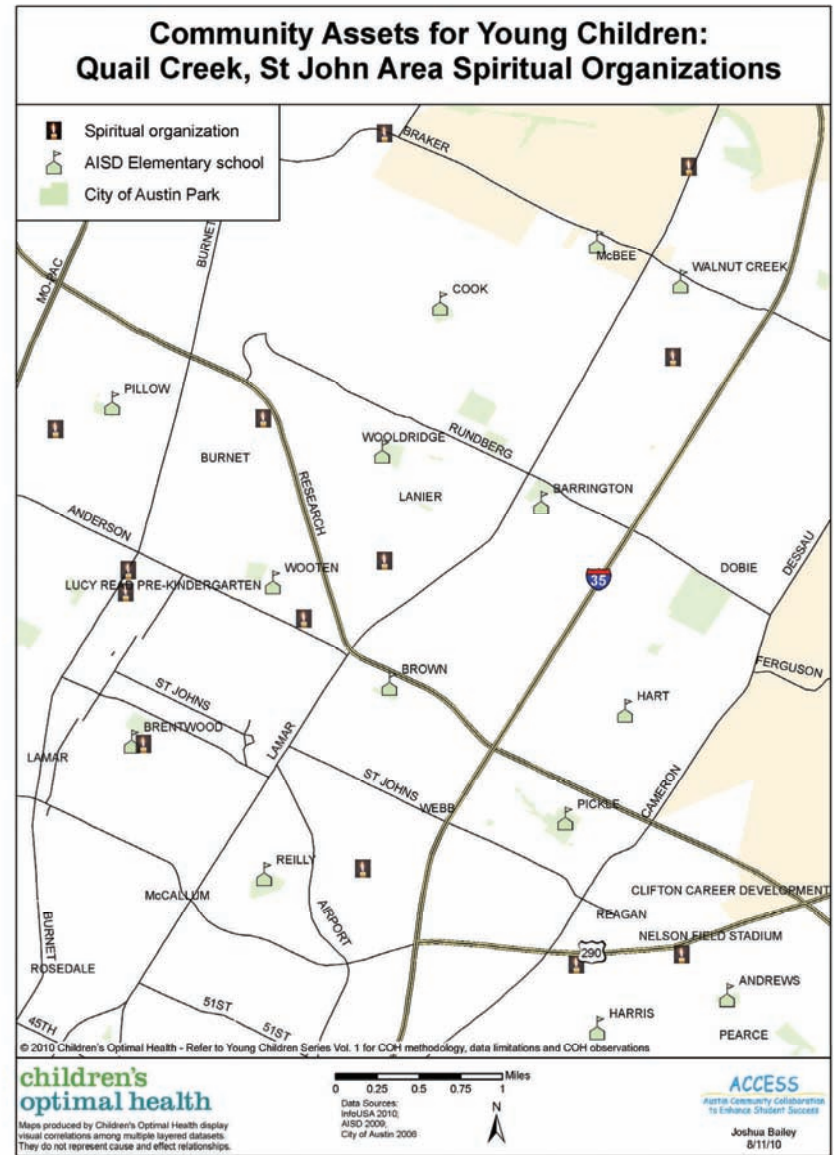 Community Assets for Young Children:
Quail Creek, St John Area Spiritual Organizations
Spiritual organization
AISD Elementary school
City of Austin Park
BRAKER
BURNET
MO-PAC
McBEE
WALNUT CREEK
COOK
PILLOW
WOOLDRIDGE
RUNDBERG
BURNET
RESEARCH
LANIER
BARRINGTON
ANDERSON
DESSAU
LUCY READ PRE-KINDERGARTEN
WOOTEN
35
DOBIE
BROWN
FERGUSON
ST JOHNS
HART
BRENTWOOD
LAMAR
LAMAR
ST JOHNS
WEBB
PICKLE
CAMERON
REILLY
McCALLUM
AIRPORT
CLIFTON CAREER DEVELOPMENT
REAGAN
BURNET
NELSON FIELD STADIUM
290
ROSEDALE
ANDREWS
51ST
HARRIS
45TH
51ST
PEARCE
© 2010 Children's Optimal Health - Refer to Young Children Series Vol. 1 for COH methodology, data limitations and COH observations
children's
optimal health
Maps produced by Children's Optimal Health display
visual correlations among multiple layered datasets.
They do not represent cause and effect relationships.
Miles
0 0.25 0.5 0.75 1
Data Sources:
InfoUSA 2010,
AISD 2009,
City of Austin 2006
N
ACCESS
Austin Community Collaboration
to Enhance Student Success
Joshua Bailey
8/11/10